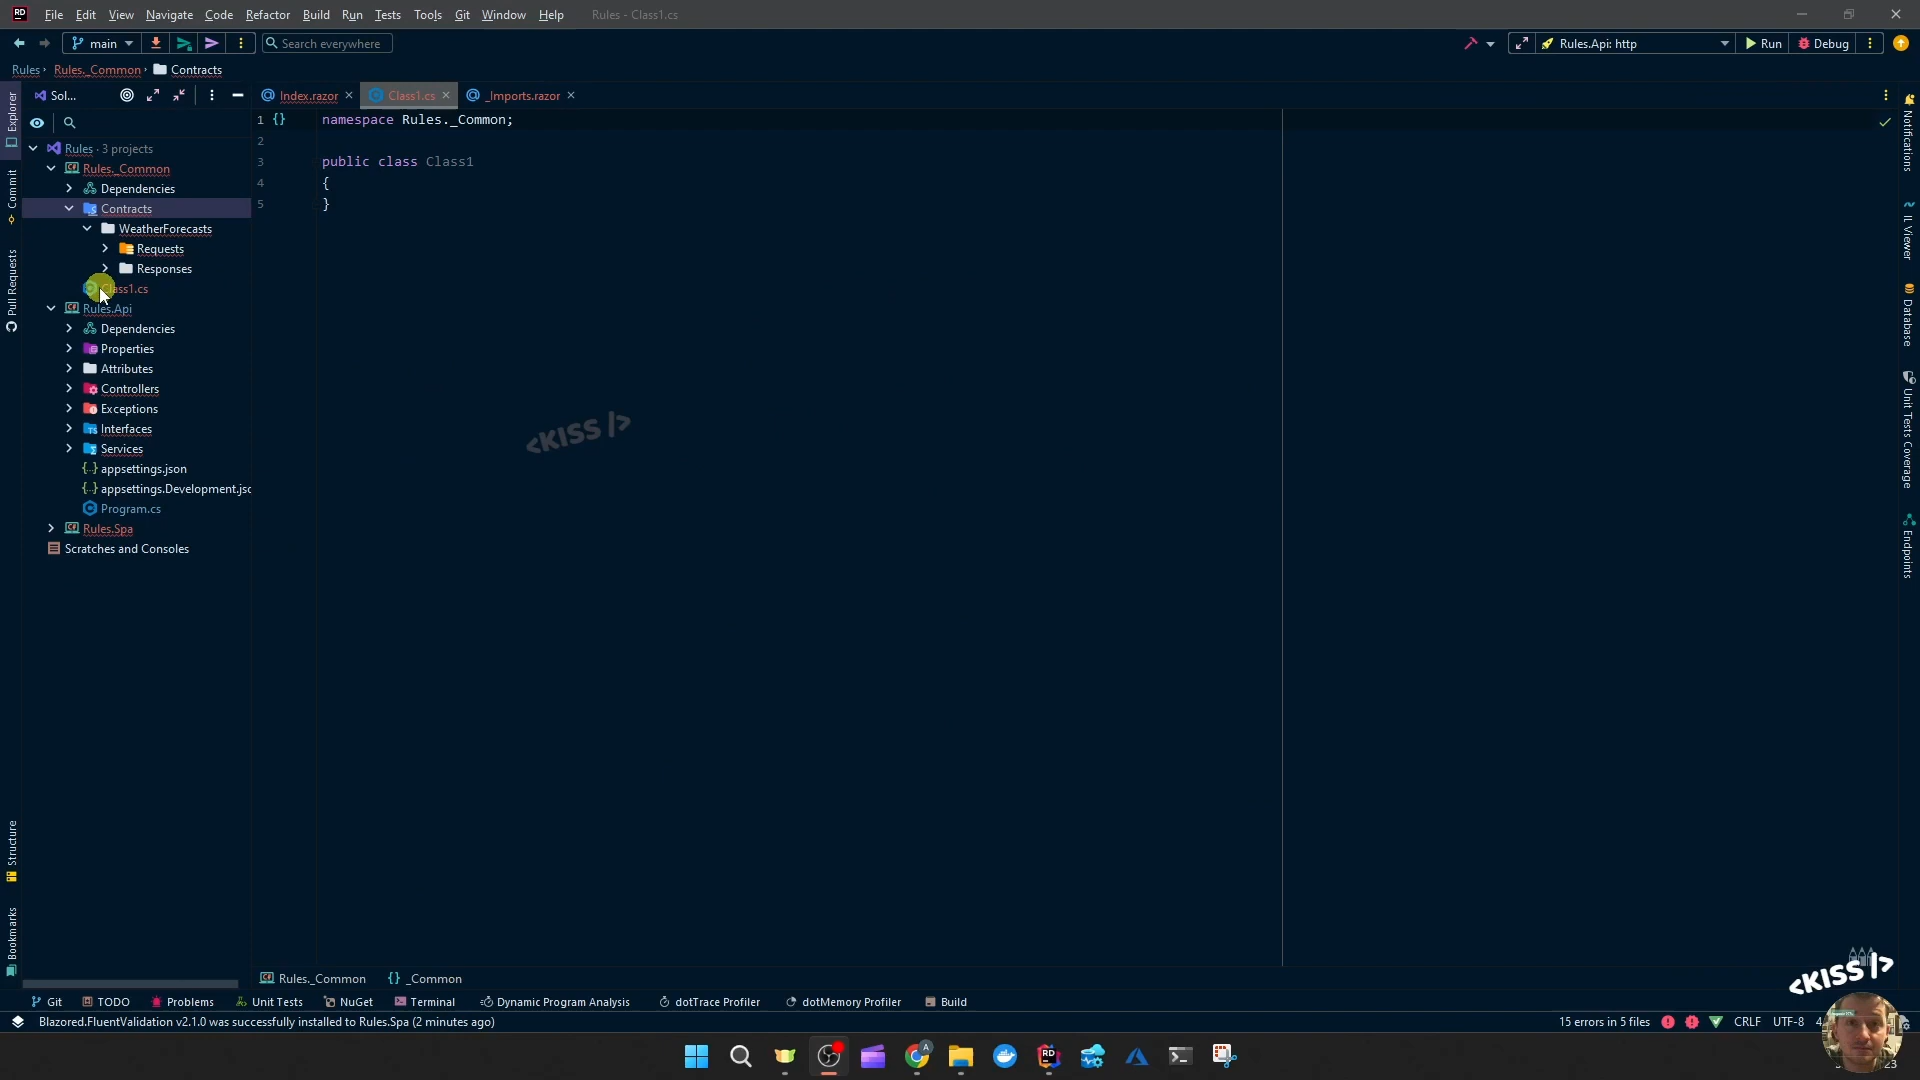 RD File Edit View Navigate Code Refactor Build Run Tests Tools Git Window Help Rules - Class1.cs
main Search everywhere Rules.Api: http Run Debug
Rules Rules._Common Contracts
Sol... Index.razor Class1.cs _Imports.razor
1 {} namespace Rules._Common;
2
3 public class Class1
4 {
5 }
Rules · 3 projects
Rules._Common
Dependencies
Contracts
WeatherForecasts
Requests
Responses
Class1.cs
Rules.Api
Dependencies
Properties
Attributes
Controllers
Exceptions
Interfaces
Services
appsettings.json
appsettings.Development.jsc
Program.cs
Rules.Spa
Scratches and Consoles
Explorer
Commit
Pull Requests
Structure
Bookmarks
Notifications
IL Viewer
Database
Unit Tests Coverage
Endpoints
<KISS />
<KISS />
Rules._Common {} _Common
Git TODO Problems Unit Tests NuGet Terminal Dynamic Program Analysis dotTrace Profiler dotMemory Profiler Build
Blazored.FluentValidation v2.1.0 was successfully installed to Rules.Spa (2 minutes ago) 15 errors in 5 files CRLF UTF-8 4
A RD 23